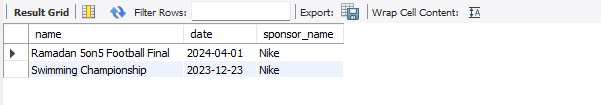 Result Grid Filter Rows: Export: Wrap Cell Content:
name date sponsor_name
Ramadan 5on5 Football Final 2024-04-01 Nike
Swimming Championship 2023-12-23 Nike